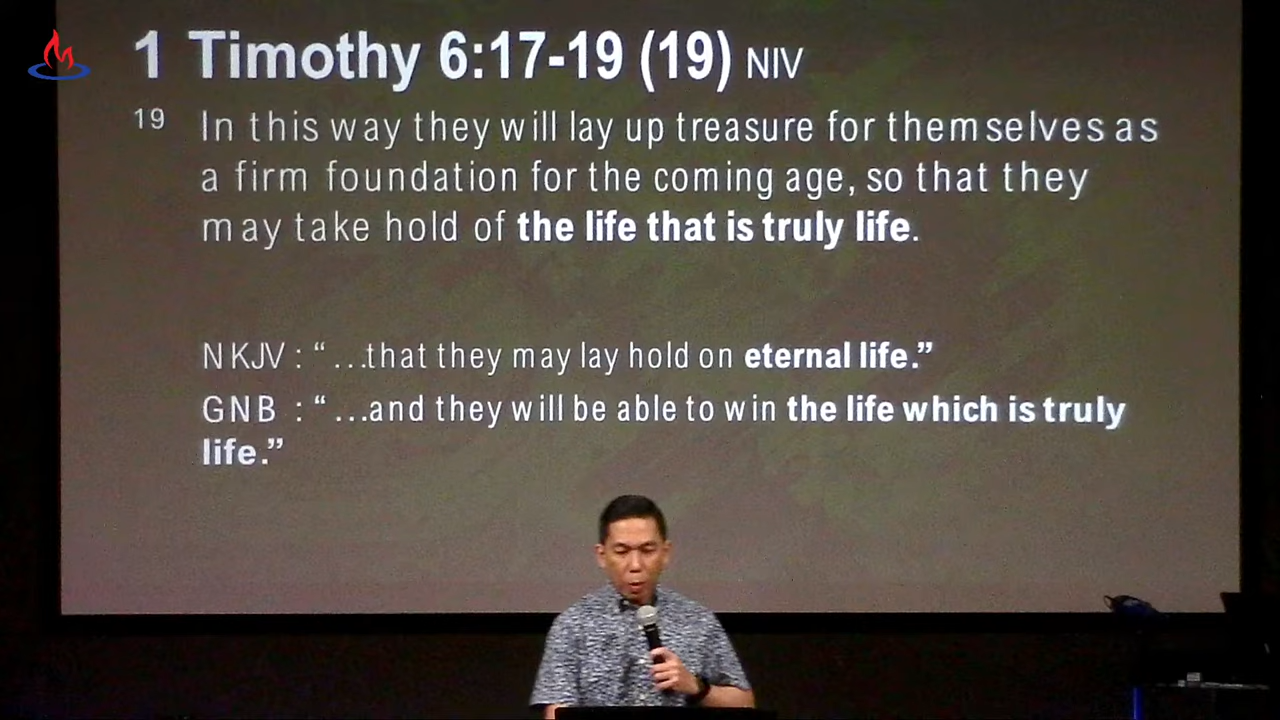 1 Timothy 6:17-19 (19) NIV
19 In this way they will lay up treasure for themselves as
a firm foundation for the coming age, so that they
may take hold of the life that is truly life.
NKJV : “ …that they may lay hold on eternal life.”
GNB : “ …and they will be able to win the life which is truly
life.”